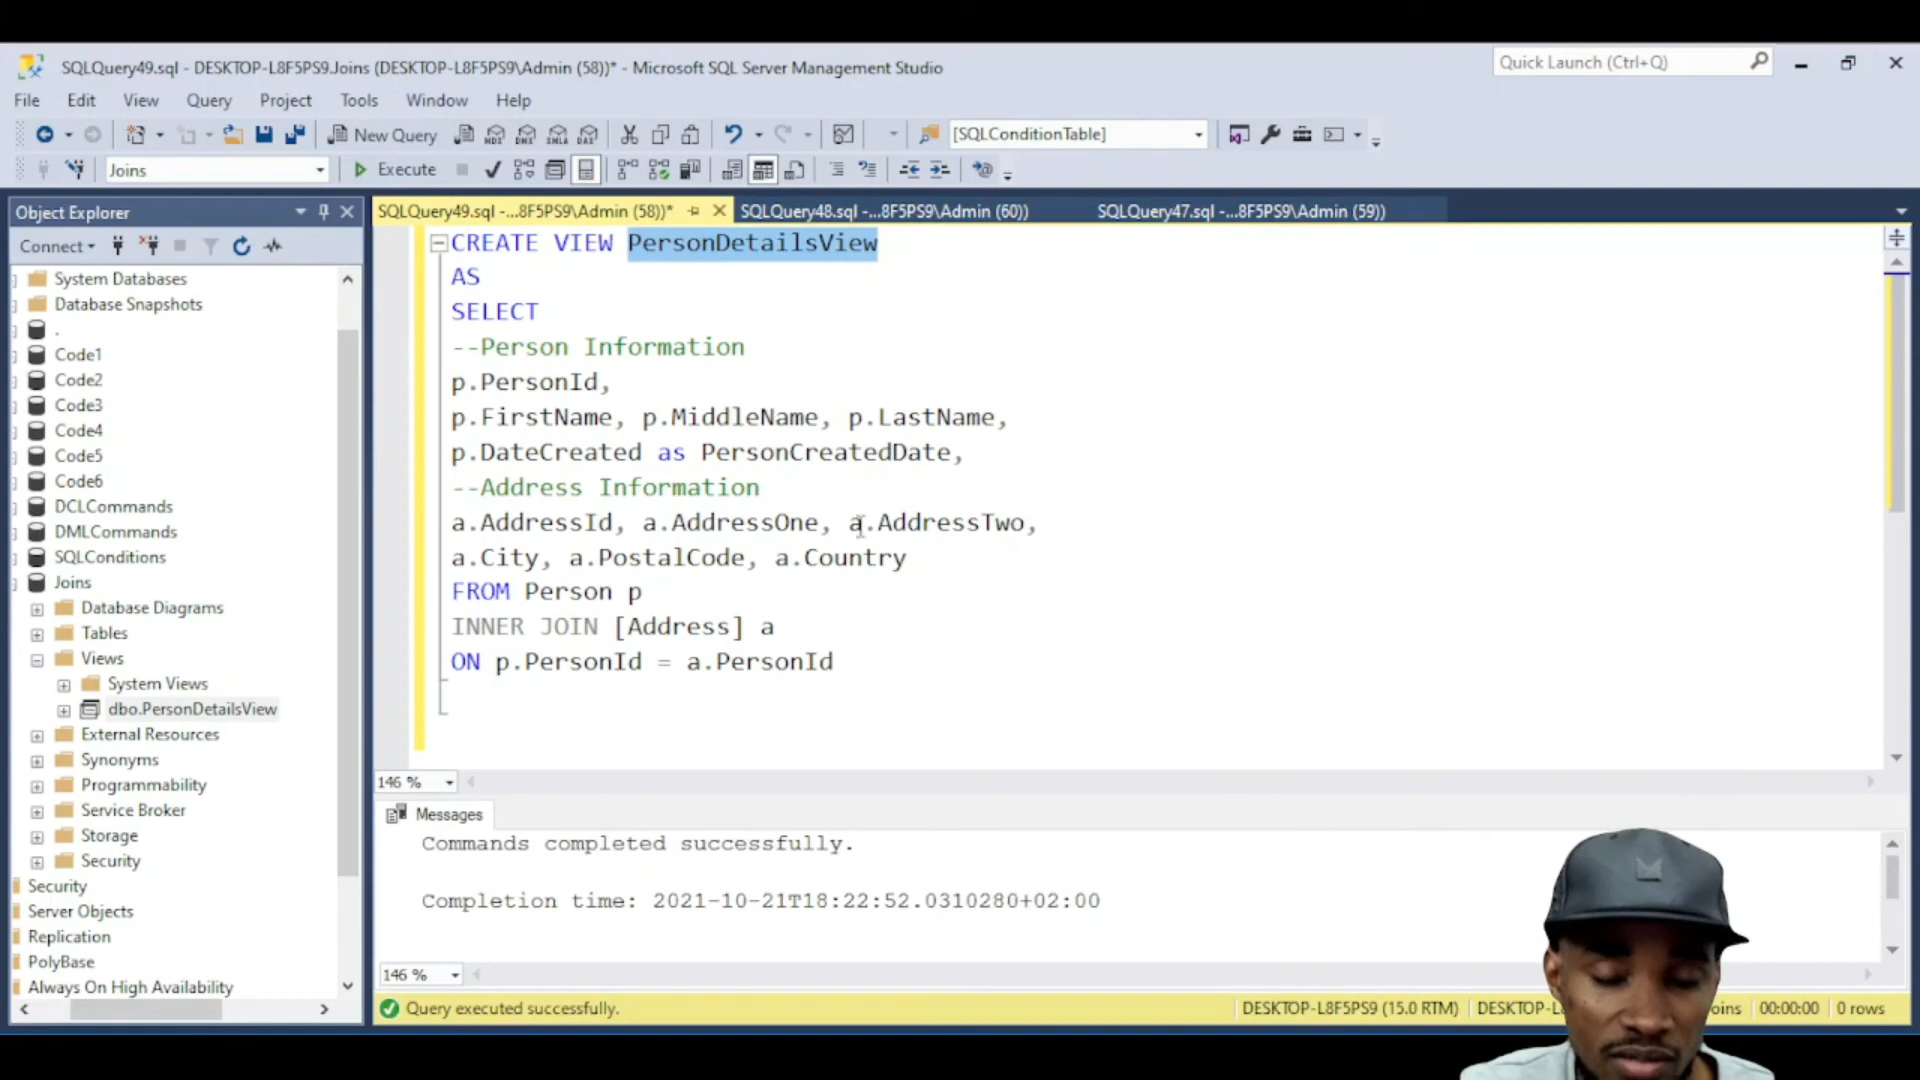 SQLQuery49.sql - DESKTOP-L8F5PS9.Joins (DESKTOP-L8F5PS9\Admin (58))* - Microsoft SQL Server Management Studio
Quick Launch (Ctrl+Q)
File Edit View Query Project Tools Window Help
New Query
[SQLConditionTable]
Joins
Execute
Object Explorer
Connect
System Databases
Database Snapshots
.
Code1
Code2
Code3
Code4
Code5
Code6
DCLCommands
DMLCommands
SQLConditions
Joins
Database Diagrams
Tables
Views
System Views
dbo.PersonDetailsView
External Resources
Synonyms
Programmability
Service Broker
Storage
Security
Security
Server Objects
Replication
PolyBase
Always On High Availability
SQLQuery49.sql -...8F5PS9\Admin (58))*
SQLQuery48.sql -...8F5PS9\Admin (60))
SQLQuery47.sql -...8F5PS9\Admin (59))
CREATE VIEW PersonDetailsView
AS
SELECT
--Person Information
p.PersonId,
p.FirstName, p.MiddleName, p.LastName,
p.DateCreated as PersonCreatedDate,
--Address Information
a.AddressId, a.AddressOne, a.AddressTwo,
a.City, a.PostalCode, a.Country
FROM Person p
INNER JOIN [Address] a
ON p.PersonId = a.PersonId
146 %
Messages
Commands completed successfully.
Completion time: 2021-10-21T18:22:52.0310280+02:00
146 %
Query executed successfully.
DESKTOP-L8F5PS9 (15.0 RTM)
00:00:00
0 rows